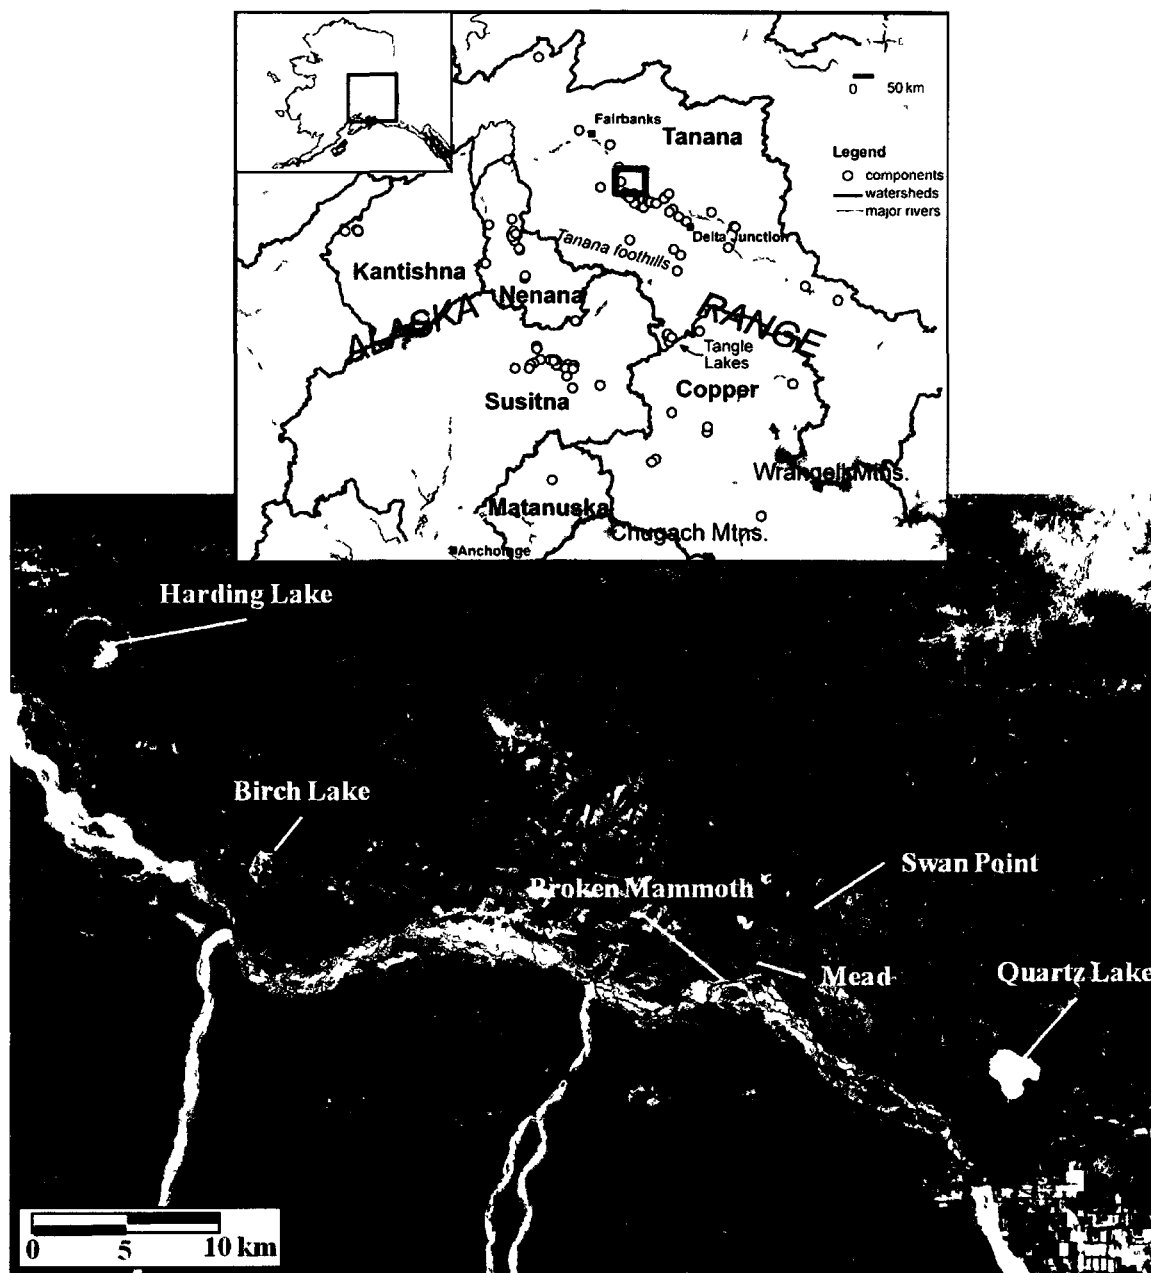 E
0 50 km
Fairbanks
Tanana
Legend
components
watersheds
major rivers
Delta Junction
Tanana foothills
Kantishna
Nenana
ALASKA
RANGE
Tangle
Lakes
Copper
Susitna
Wrangell Mtns.
Matanuska
Chugach Mtns.
Anchorage
Harding Lake
Birch Lake
Swan Point
Broken Mammoth
Mead
Quartz Lake
0 5 10 km